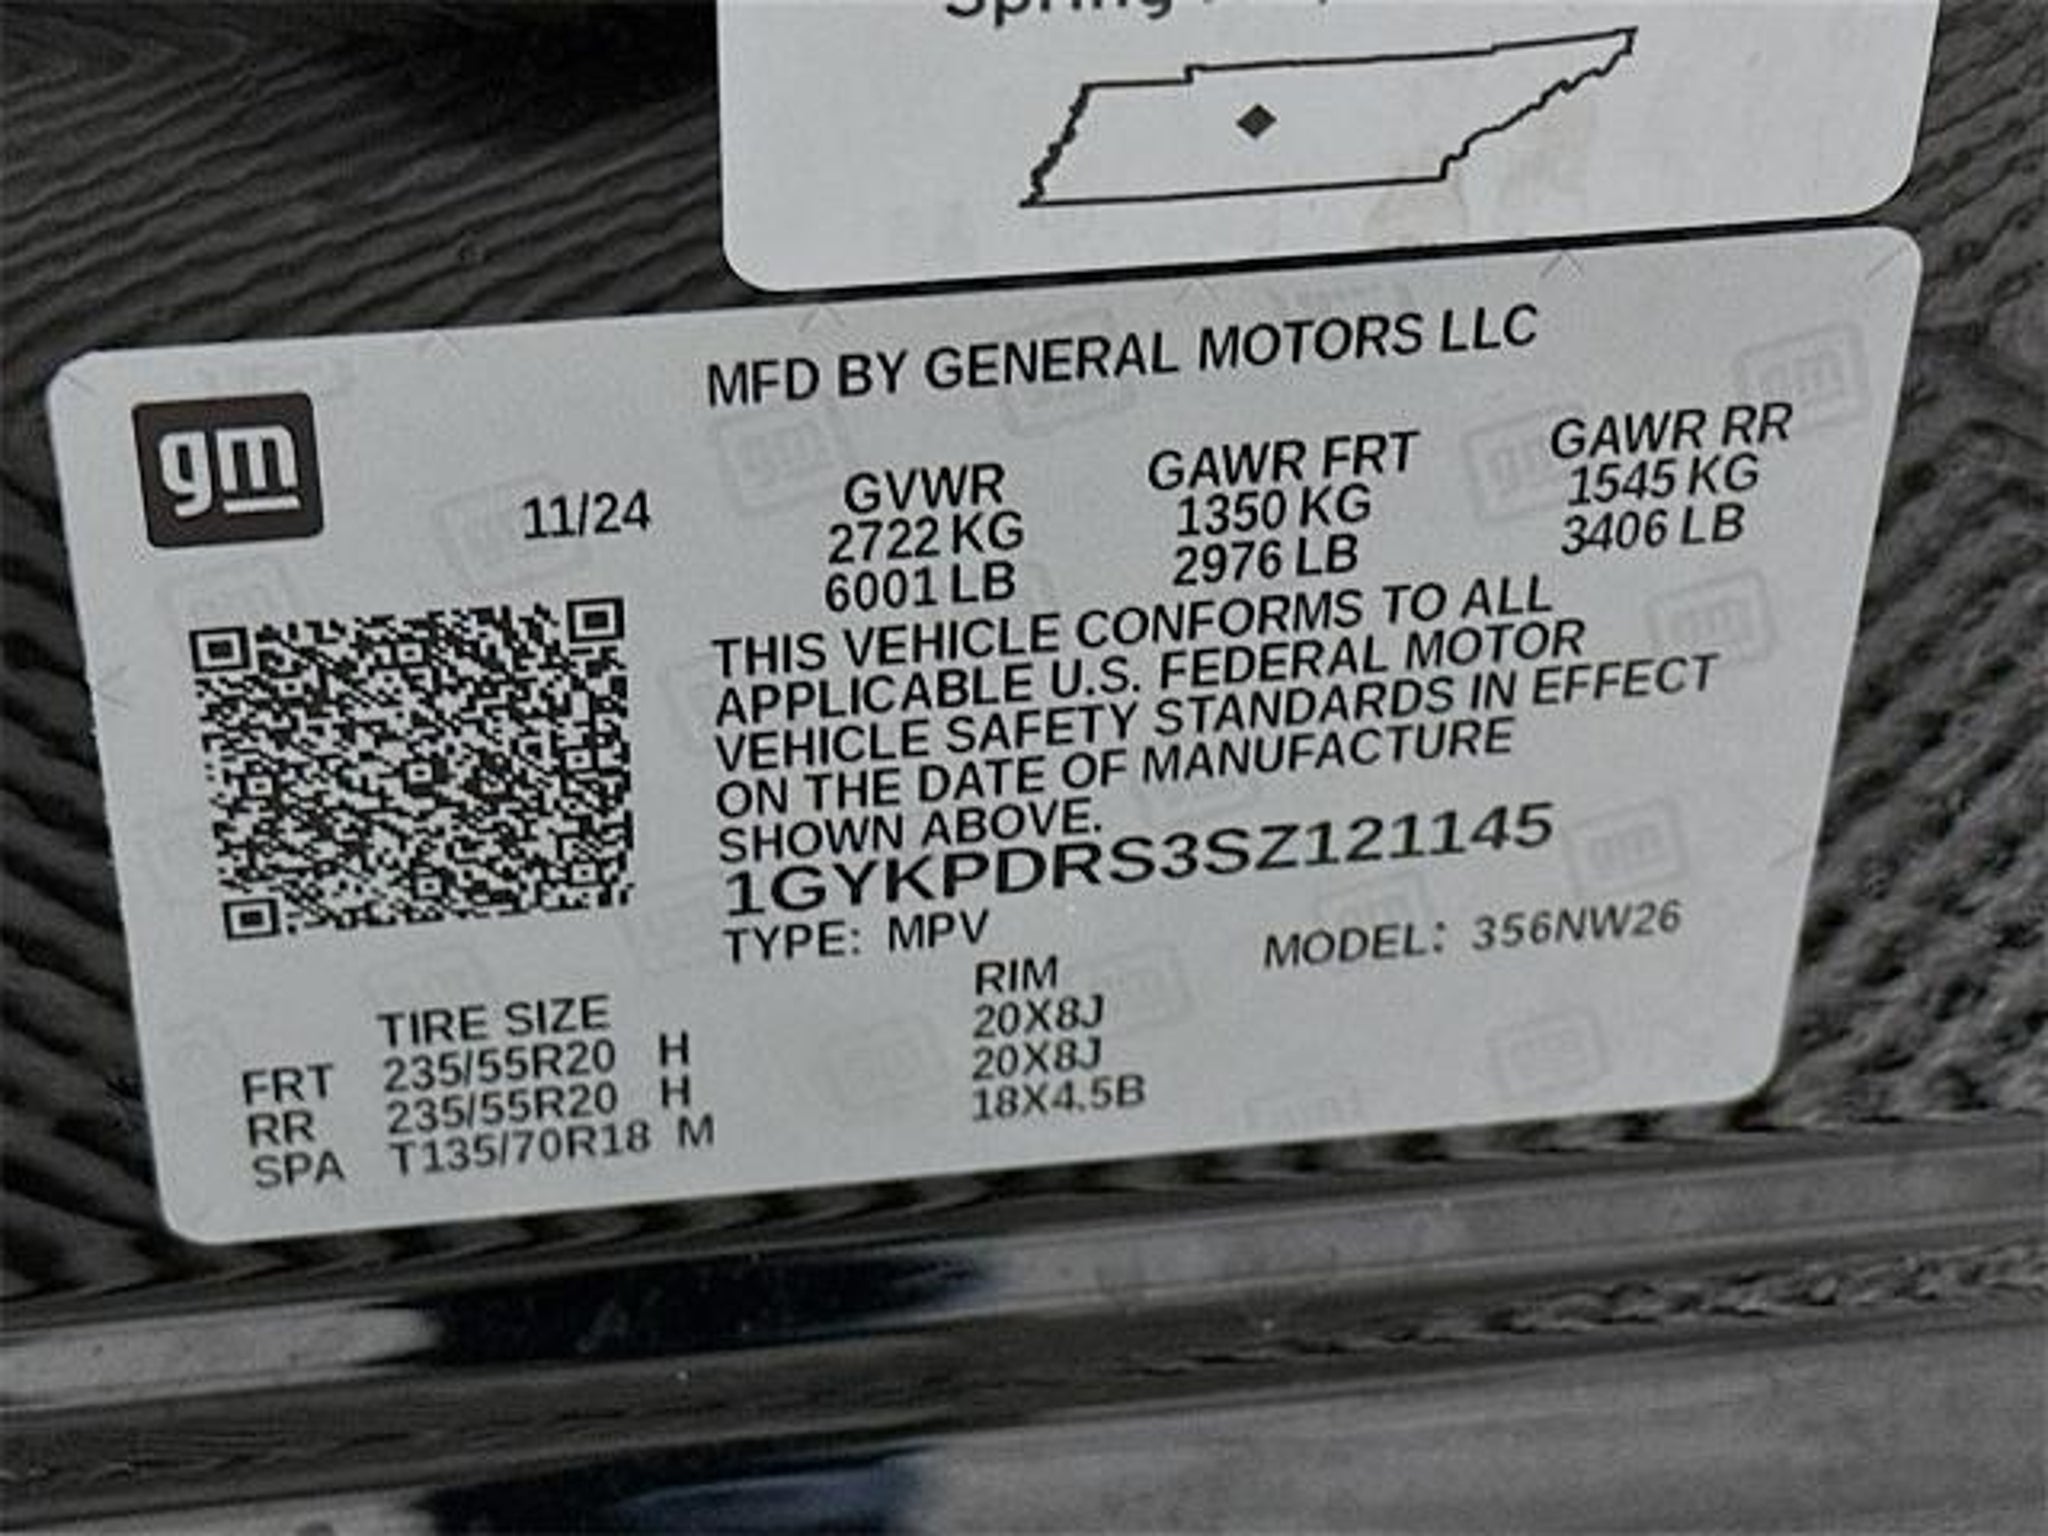 Spring
MFD BY GENERAL MOTORS LLC
gm
11/24
GVWR GAWR FRT GAWR RR
2722 KG 1350 KG 1545 KG
6001 LB 2976 LB 3406 LB
THIS VEHICLE CONFORMS TO ALL
APPLICABLE U.S. FEDERAL MOTOR
VEHICLE SAFETY STANDARDS IN EFFECT
ON THE DATE OF MANUFACTURE
SHOWN ABOVE.
1GYKPDRS3SZ121145
TYPE: MPV MODEL: 356NW26
TIRE SIZE RIM
FRT 235/55R20 H 20X8J
RR 235/55R20 H 20X8J
SPA T135/70R18 M 18X4.5B